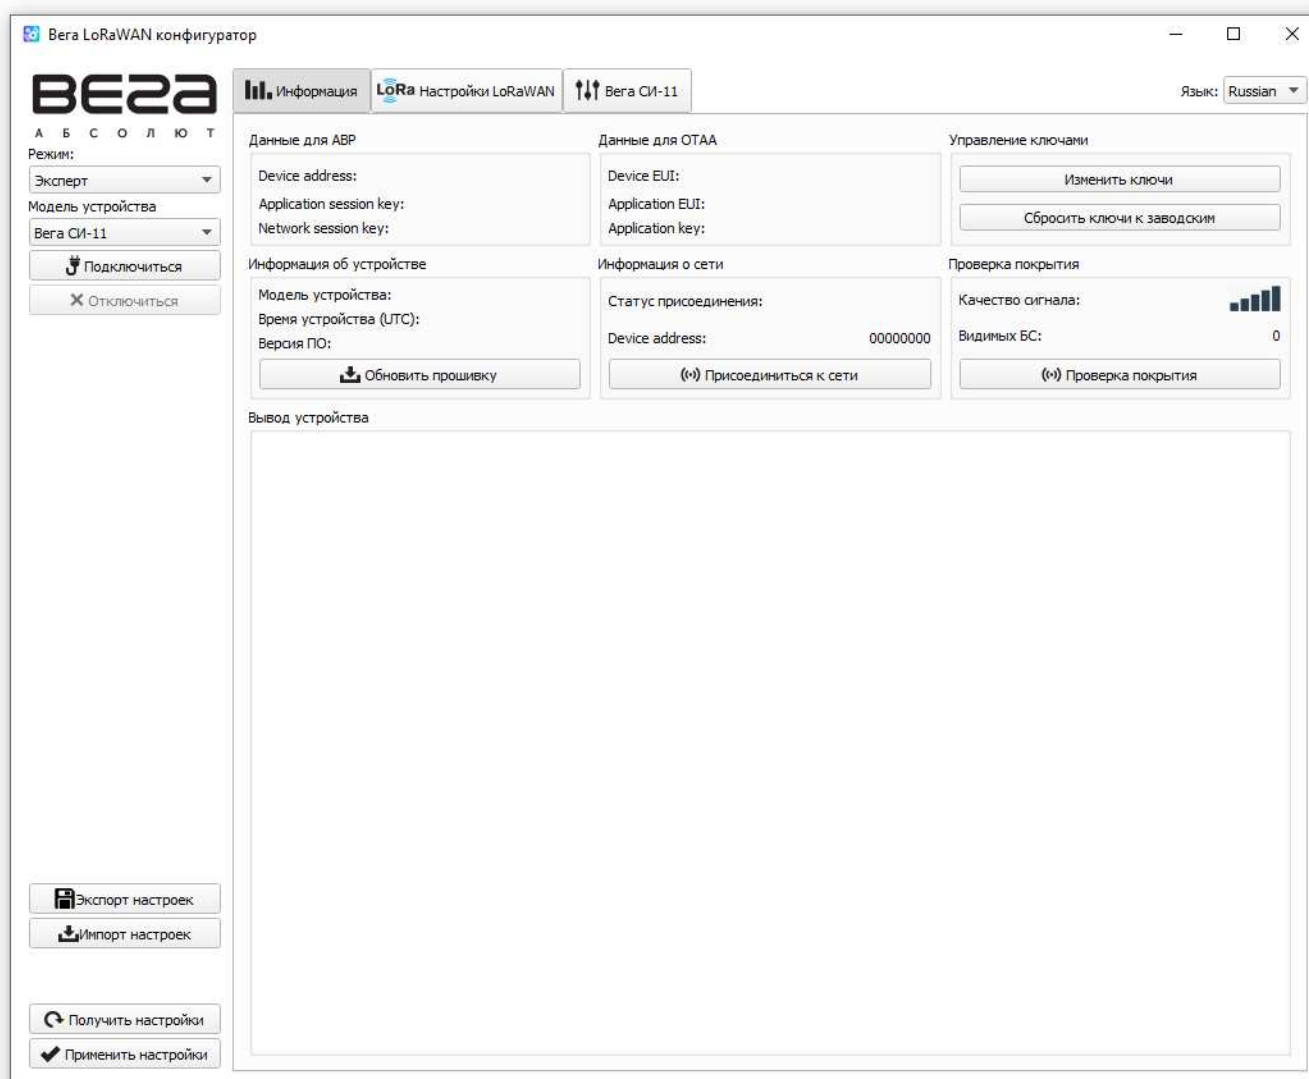 Вега LoRaWAN конфигуратор
ВЕГА
АБСОЛЮТ
Режим:
Эксперт
Модель устройства
Вега СИ-11
Подключиться
Отключиться
Экспорт настроек
Импорт настроек
Получить настройки
Применить настройки
Информация
LoRa Настройки LoRaWAN
Вега СИ-11
Язык: Russian
Данные для ABP
Device address:
Application session key:
Network session key:
Данные для OTAA
Device EUI:
Application EUI:
Application key:
Управление ключами
Изменить ключи
Сбросить ключи к заводским
Информация об устройстве
Модель устройства:
Время устройства (UTC):
Версия ПО:
Обновить прошивку
Информация о сети
Статус присоединения:
Device address: 00000000
Присоединиться к сети
Проверка покрытия
Качество сигнала:
Видимых БС: 0
Проверка покрытия
Вывод устройства